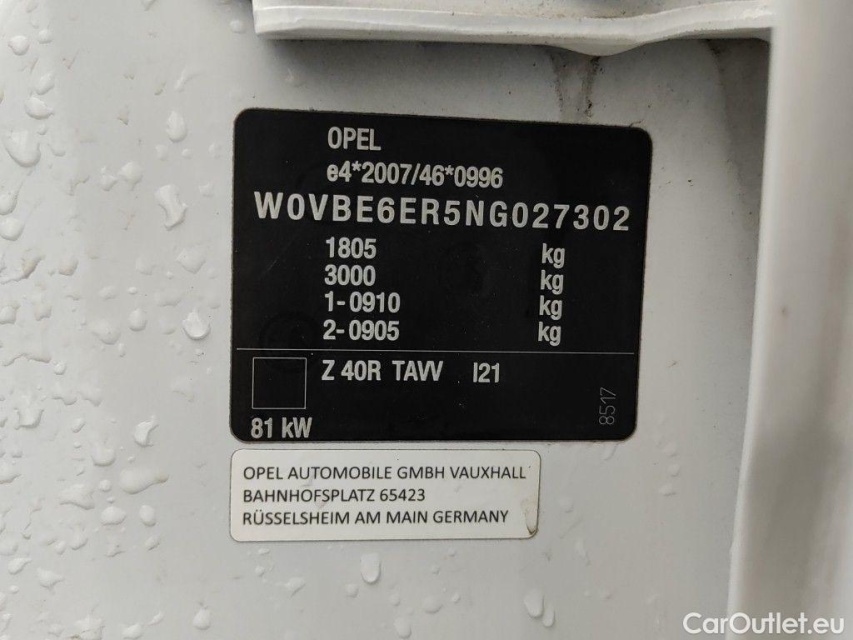 OPEL
e4*2007/46*0996
W0VBE6ER5NG027302
1805 kg
3000 kg
1-0910 kg
2-0905 kg
Z 40R TAVV I21
81 kW
8517
OPEL AUTOMOBILE GMBH VAUXHALL
BAHNHOFSPLATZ 65423
RÜSSELSHEIM AM MAIN GERMANY
CarOutlet.eu